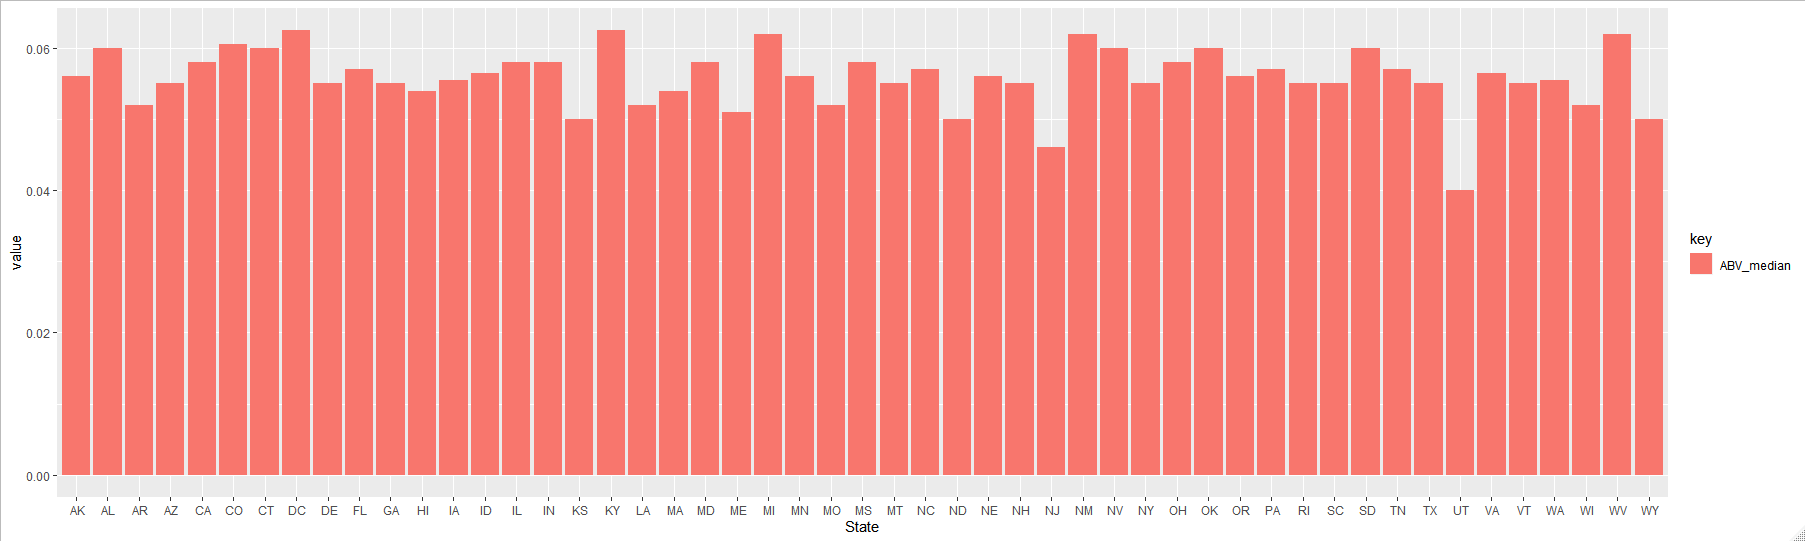 0.06
0.04
0.02
0.00
value
AK AL AR AZ CA CO CT DC DE FL GA HI IA ID IL IN KS KY LA MA MD ME MI MN MO MS MT NC ND NE NH NJ NM NV NY OH OK OR PA RI SC SD TN TX UT VA VT WA WI WV WY
State
key
ABV_median